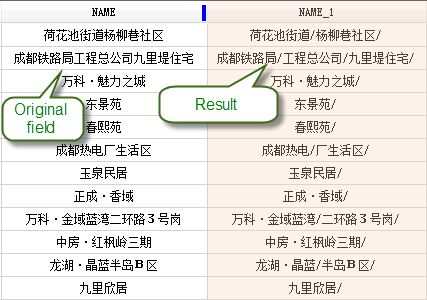 NAME NAME_1
荷花池街道杨柳巷社区 荷花池街道/杨柳巷社区/
成都铁路局工程总公司九里堤住宅 成都铁路局/工程总公司/九里堤住宅/
万科·魅力之城 万科·魅力之城/
东景苑 东景苑/
春熙苑 春熙苑/
成都热电厂生活区 成都热电/厂生活区/
玉泉民居 玉泉民居/
正成·香域 正成·香域/
万科·金域蓝湾二环路3号岗 万科·金域蓝湾/二环路3号岗/
中房·红枫岭三期 中房·红枫岭三期/
龙湖·晶蓝半岛B区 龙湖·晶蓝/半岛B区/
九里欣居 九里欣居/
Original
field
Result